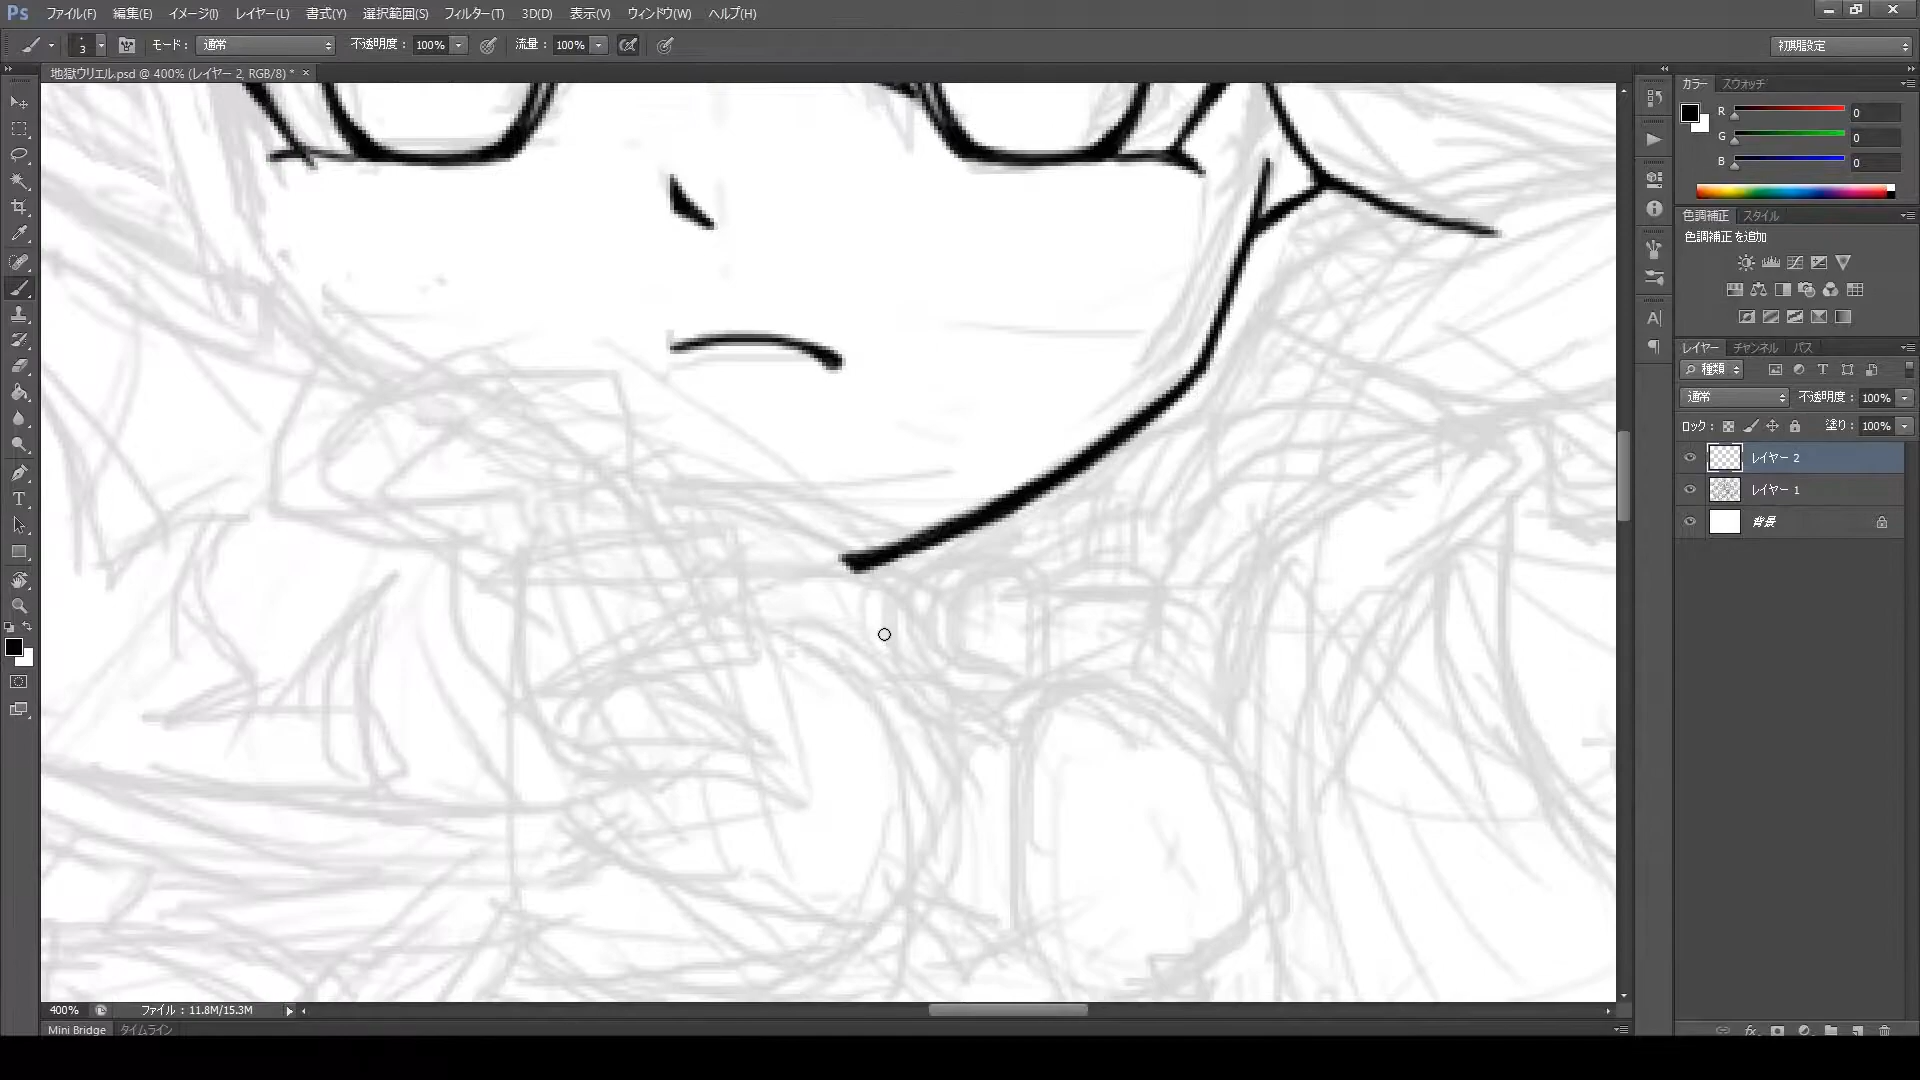 Ps ファイル(F) 編集(E) イメージ(I) レイヤー(L) 書式(Y) 選択範囲(S) フィルター(T) 3D(D) 表示(V) ウィンドウ(W) ヘルプ(H)
3 モード： 通常 不透明度： 100% 流量： 100% 初期設定
地獄ウリエル.psd @ 400% (レイヤー 2, RGB/8) * ×
カラー スウォッチ
R 0
G 0
B 0
色調補正 スタイル
色調補正を追加
レイヤー チャンネル パス
種類
通常 不透明度： 100%
ロック： 塗り： 100%
レイヤー 2
レイヤー 1
背景
400% ファイル：11.8M/15.3M
Mini Bridge タイムライン